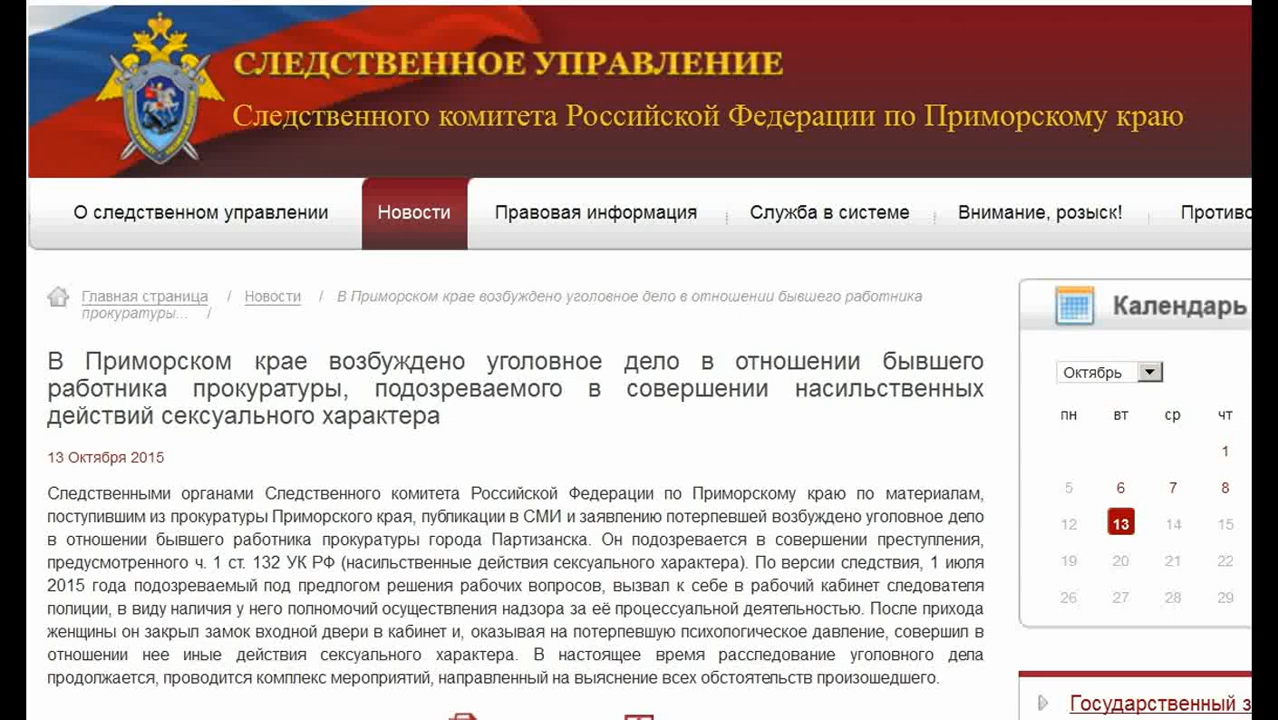 СЛЕДСТВЕННОЕ УПРАВЛЕНИЕ
Следственного комитета Российской Федерации по Приморскому краю
О следственном управлении
Новости
Правовая информация
Служба в системе
Внимание, розыск!
Противо
Главная страница / Новости / В Приморском крае возбуждено уголовное дело в отношении бывшего работника
прокуратуры... /
В Приморском крае возбуждено уголовное дело в отношении бывшего
работника прокуратуры, подозреваемого в совершении насильственных
действий сексуального характера
13 Октября 2015
Следственными органами Следственного комитета Российской Федерации по Приморскому краю по материалам,
поступившим из прокуратуры Приморского края, публикации в СМИ и заявлению потерпевшей возбуждено уголовное дело
в отношении бывшего работника прокуратуры города Партизанска. Он подозревается в совершении преступления,
предусмотренного ч. 1 ст. 132 УК РФ (насильственные действия сексуального характера). По версии следствия, 1 июля
2015 года подозреваемый под предлогом решения рабочих вопросов, вызвал к себе в рабочий кабинет следователя
полиции, в виду наличия у него полномочий осуществления надзора за её процессуальной деятельностью. После прихода
женщины он закрыл замок входной двери в кабинет и, оказывая на потерпевшую психологическое давление, совершил в
отношении нее иные действия сексуального характера. В настоящее время расследование уголовного дела
продолжается, проводится комплекс мероприятий, направленный на выяснение всех обстоятельств произошедшего.
Календарь
Октябрь
пн вт ср чт
1
5 6 7 8
12 13 14 15
19 20 21 22
26 27 28 29
Государственный з